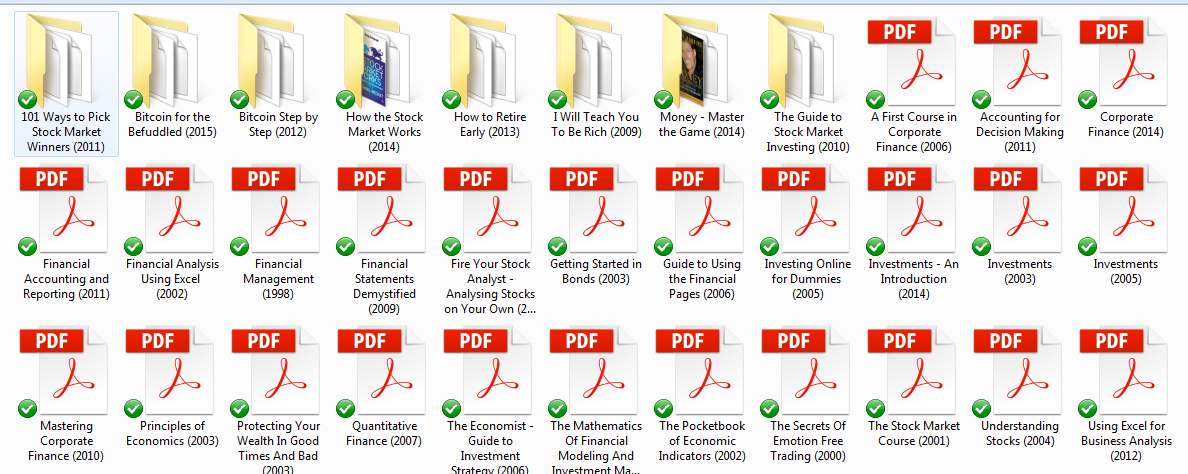 101 Ways to Pick
Stock Market
Winners (2011)
Bitcoin for the
Befuddled (2015)
Bitcoin Step by
Step (2012)
How the Stock
Market Works
(2014)
How to Retire
Early (2013)
I Will Teach You
To Be Rich (2009)
Money - Master
the Game (2014)
The Guide to
Stock Market
Investing (2010)
PDF
A First Course in
Corporate
Finance (2006)
PDF
Accounting for
Decision Making
(2011)
PDF
Corporate
Finance (2014)
PDF
Financial
Accounting and
Reporting (2011)
PDF
Financial Analysis
Using Excel
(2002)
PDF
Financial
Management
(1998)
PDF
Financial
Statements
Demystified
(2009)
PDF
Fire Your Stock
Analyst -
Analysing Stocks
on Your Own (2...
PDF
Getting Started in
Bonds (2003)
PDF
Guide to Using
the Financial
Pages (2006)
PDF
Investing Online
for Dummies
(2005)
PDF
Investments - An
Introduction
(2014)
PDF
Investments
(2003)
PDF
Investments
(2005)
PDF
Mastering
Corporate
Finance (2010)
PDF
Principles of
Economics (2003)
PDF
Protecting Your
Wealth In Good
Times And Bad
(2003)
PDF
Quantitative
Finance (2007)
PDF
The Economist -
Guide to
Investment
Strategy (2006)
PDF
The Mathematics
Of Financial
Modeling And
Investment Ma...
PDF
The Pocketbook
of Economic
Indicators (2002)
PDF
The Secrets Of
Emotion Free
Trading (2000)
PDF
The Stock Market
Course (2001)
PDF
Understanding
Stocks (2004)
PDF
Using Excel for
Business Analysis
(2012)